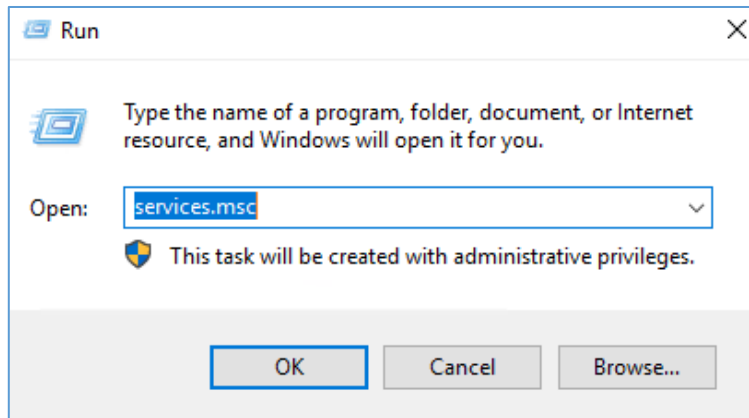 Run
Type the name of a program, folder, document, or Internet
resource, and Windows will open it for you.
Open: services.msc
This task will be created with administrative privileges.
OK Cancel Browse...